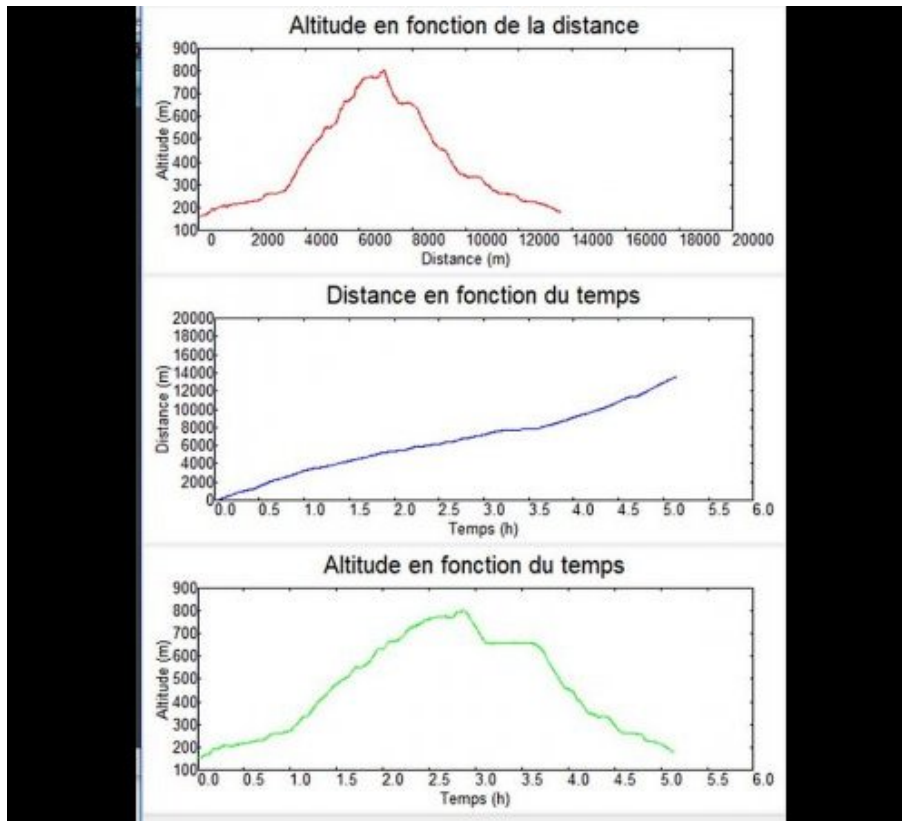 Altitude en fonction de la distance
900
800
700
600
500
400
300
200
100
Altitude (m)
0 2000 4000 6000 8000 10000 12000 14000 16000 18000 20000
Distance (m)
Distance en fonction du temps
20000
18000
16000
14000
12000
10000
8000
6000
4000
2000
0
Distance (m)
0.0 0.5 1.0 1.5 2.0 2.5 3.0 3.5 4.0 4.5 5.0 5.5 6.0
Temps (h)
Altitude en fonction du temps
900
800
700
600
500
400
300
200
100
Altitude (m)
0.0 0.5 1.0 1.5 2.0 2.5 3.0 3.5 4.0 4.5 5.0 5.5 6.0
Temps (h)